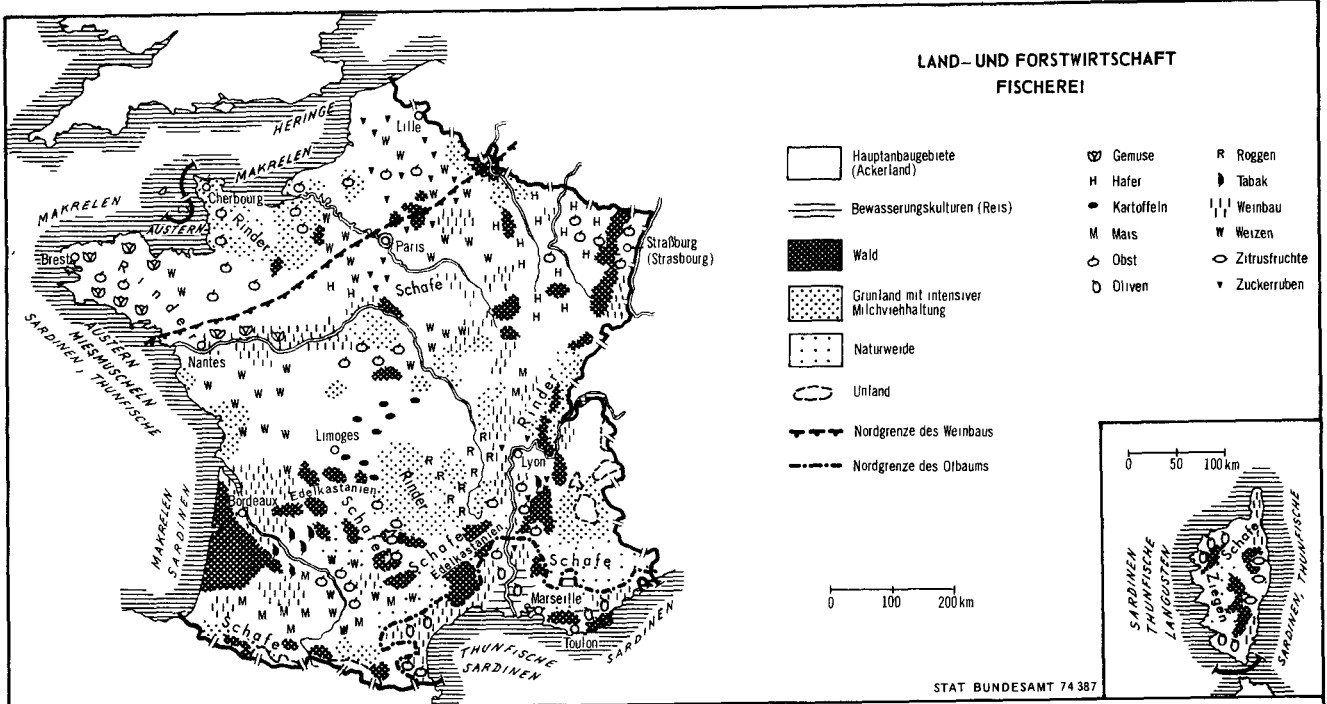 LAND- UND FORSTWIRTSCHAFT
FISCHEREI
Hauptanbaugebiete
(Ackerland)
Bewasserungskulturen (Reis)
Wald
Grunland mit intensiver
Milchviehhaltung
Naturweide
Unland
Nordgrenze des Weinbaus
Nordgrenze des Olbaums
Gemuse
H Hafer
Kartoffeln
M Mais
Obst
Oliven
R Roggen
Tabak
Weinbau
W Weizen
Zitrusfruchte
Zuckerruben
HERINGE
MAKRELEN
MAKRELEN
AUSTERN
AUSTERN
MIESMUSCHELN
SARDINEN, THUNFISCHE
MAKRELEN
SARDINEN
THUNFISCHE
SARDINEN
SARDINEN
Lille
Cherbourg
Rinder
Brest
Rinder
Paris
Schafe
Straßburg
(Strasbourg)
Nantes
Limoges
Rinder
Lyon
Bordeaux
Edelkastanien
Schafe
Rinder
Schafe
Edelkastanien
Schafe
Marseille
Toulon
Schafe
0 100 200 km
0 50 100 km
SARDINEN
THUNFISCHE
LANGUSTEN
Schafe
Ziegen
SARDINEN, THUNFISCHE
STAT BUNDESAMT 74 387